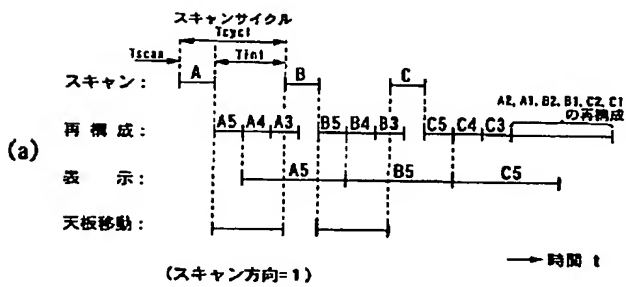 スキャンサイクル
Tcycl
Tscan
Tint
スキャン: A B C
A2, A1, B2, B1, C2, C1
の再構成
再構成: A5 A4 A3 B5 B4 B3 C5 C4 C3
(a)
表示: A5 B5 C5
天板移動:
時間 t
(スキャン方向=1)